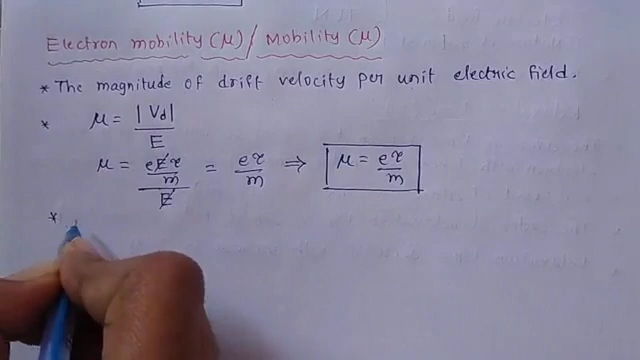 Electron mobility (μ) / Mobility (μ)
* The magnitude of drift velocity per unit electric field.
* μ = |Vd| / E
μ = (eEτ/m) / E = eτ/m ⇒ μ = eτ/m
*